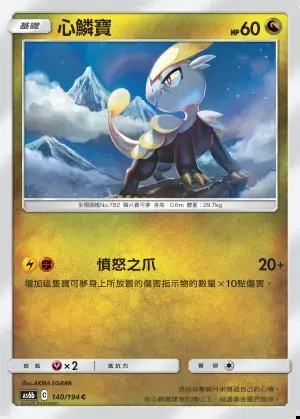 基礎 心鱗寶 HP60
全國圖鑑No.782 鱗片寶可夢 身高：0.6m 體重：29.7kg
憤怒之爪 20+
增加這隻寶可夢身上所放置的傷害指示物的數量×10點傷害。
Illus. AKIRA EGAWA
弱點 ×2 抵抗力 撤退
AS6b C 140/194 C